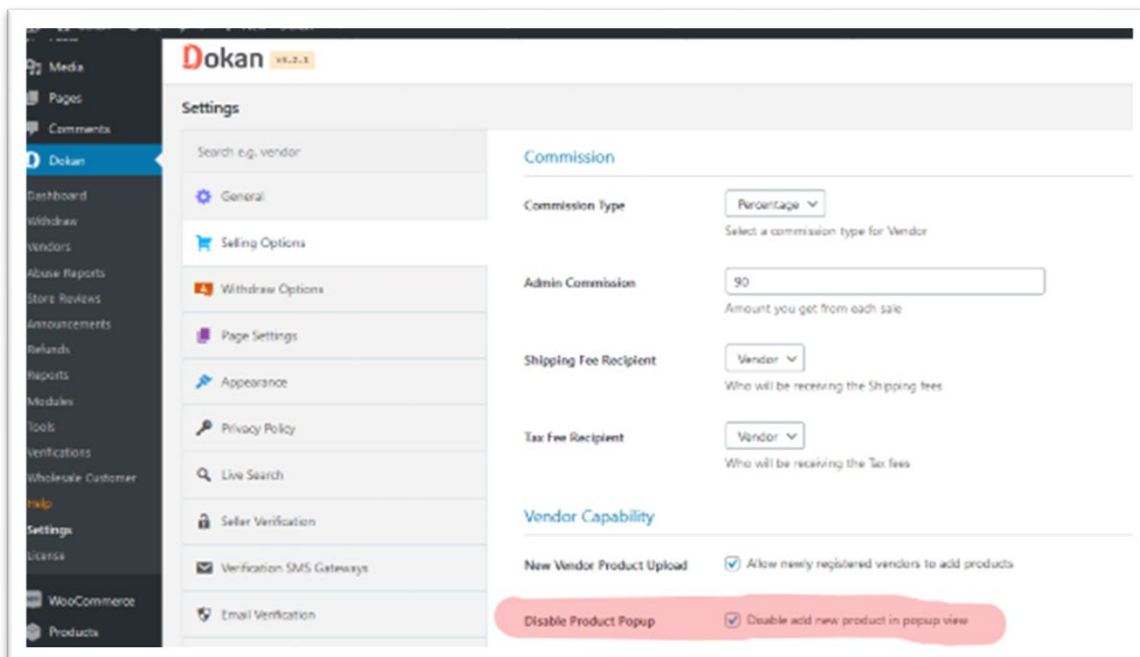 Media
Pages
Comments
Dokan
Dashboard
Withdraw
Vendors
Abuse Reports
Store Reviews
Announcements
Refunds
Reports
Modules
Tools
Verifications
Wholesale Customer
Help
Settings
License
WooCommerce
Products
Dokan
Settings
Search e.g. vendor
General
Selling Options
Withdraw Options
Page Settings
Appearance
Privacy Policy
Live Search
Seller Verification
Verification SMS Gateways
Email Verification
Commission
Commission Type Percentage
Select a commission type for Vendor
Admin Commission 90
Amount you get from each sale
Shipping Fee Recipient Vendor
Who will be receiving the Shipping fees
Tax Fee Recipient Vendor
Who will be receiving the Tax fees
Vendor Capability
New Vendor Product Upload Allow newly registered vendors to add products
Disable Product Popup Disable add new product in popup view